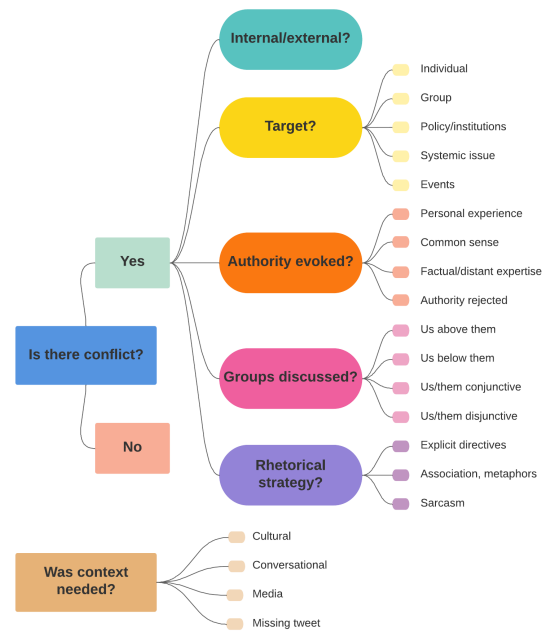 Internal/external?
Target?
Individual
Group
Policy/institutions
Systemic issue
Events
Yes
Authority evoked?
Personal experience
Common sense
Factual/distant expertise
Authority rejected
Is there conflict?
Groups discussed?
Us above them
Us below them
Us/them conjunctive
Us/them disjunctive
No
Rhetorical
strategy?
Explicit directives
Association, metaphors
Sarcasm
Was context
needed?
Cultural
Conversational
Media
Missing tweet